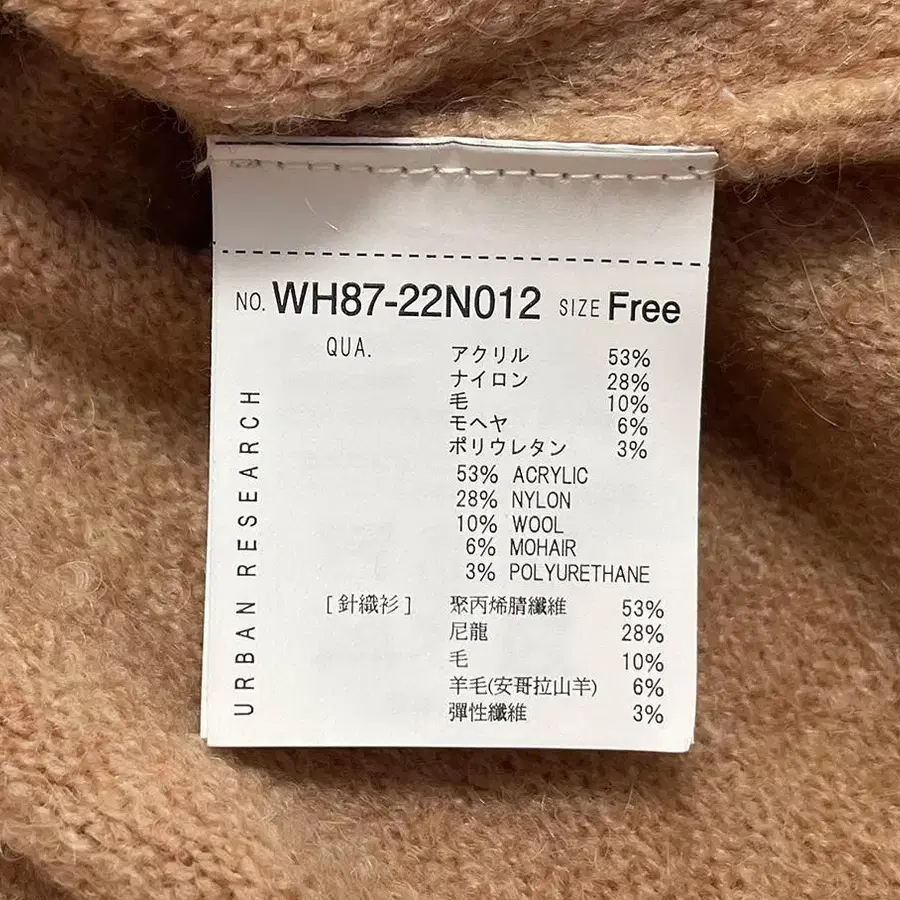 NO. WH87-22N012 SIZE Free
QUA.
アクリル 53%
ナイロン 28%
毛 10%
モヘヤ 6%
ポリウレタン 3%
53% ACRYLIC
28% NYLON
10% WOOL
6% MOHAIR
3% POLYURETHANE
[針織衫] 聚丙烯腈纖維 53%
尼龍 28%
毛 10%
羊毛(安哥拉山羊) 6%
彈性纖維 3%
URBAN RESEARCH